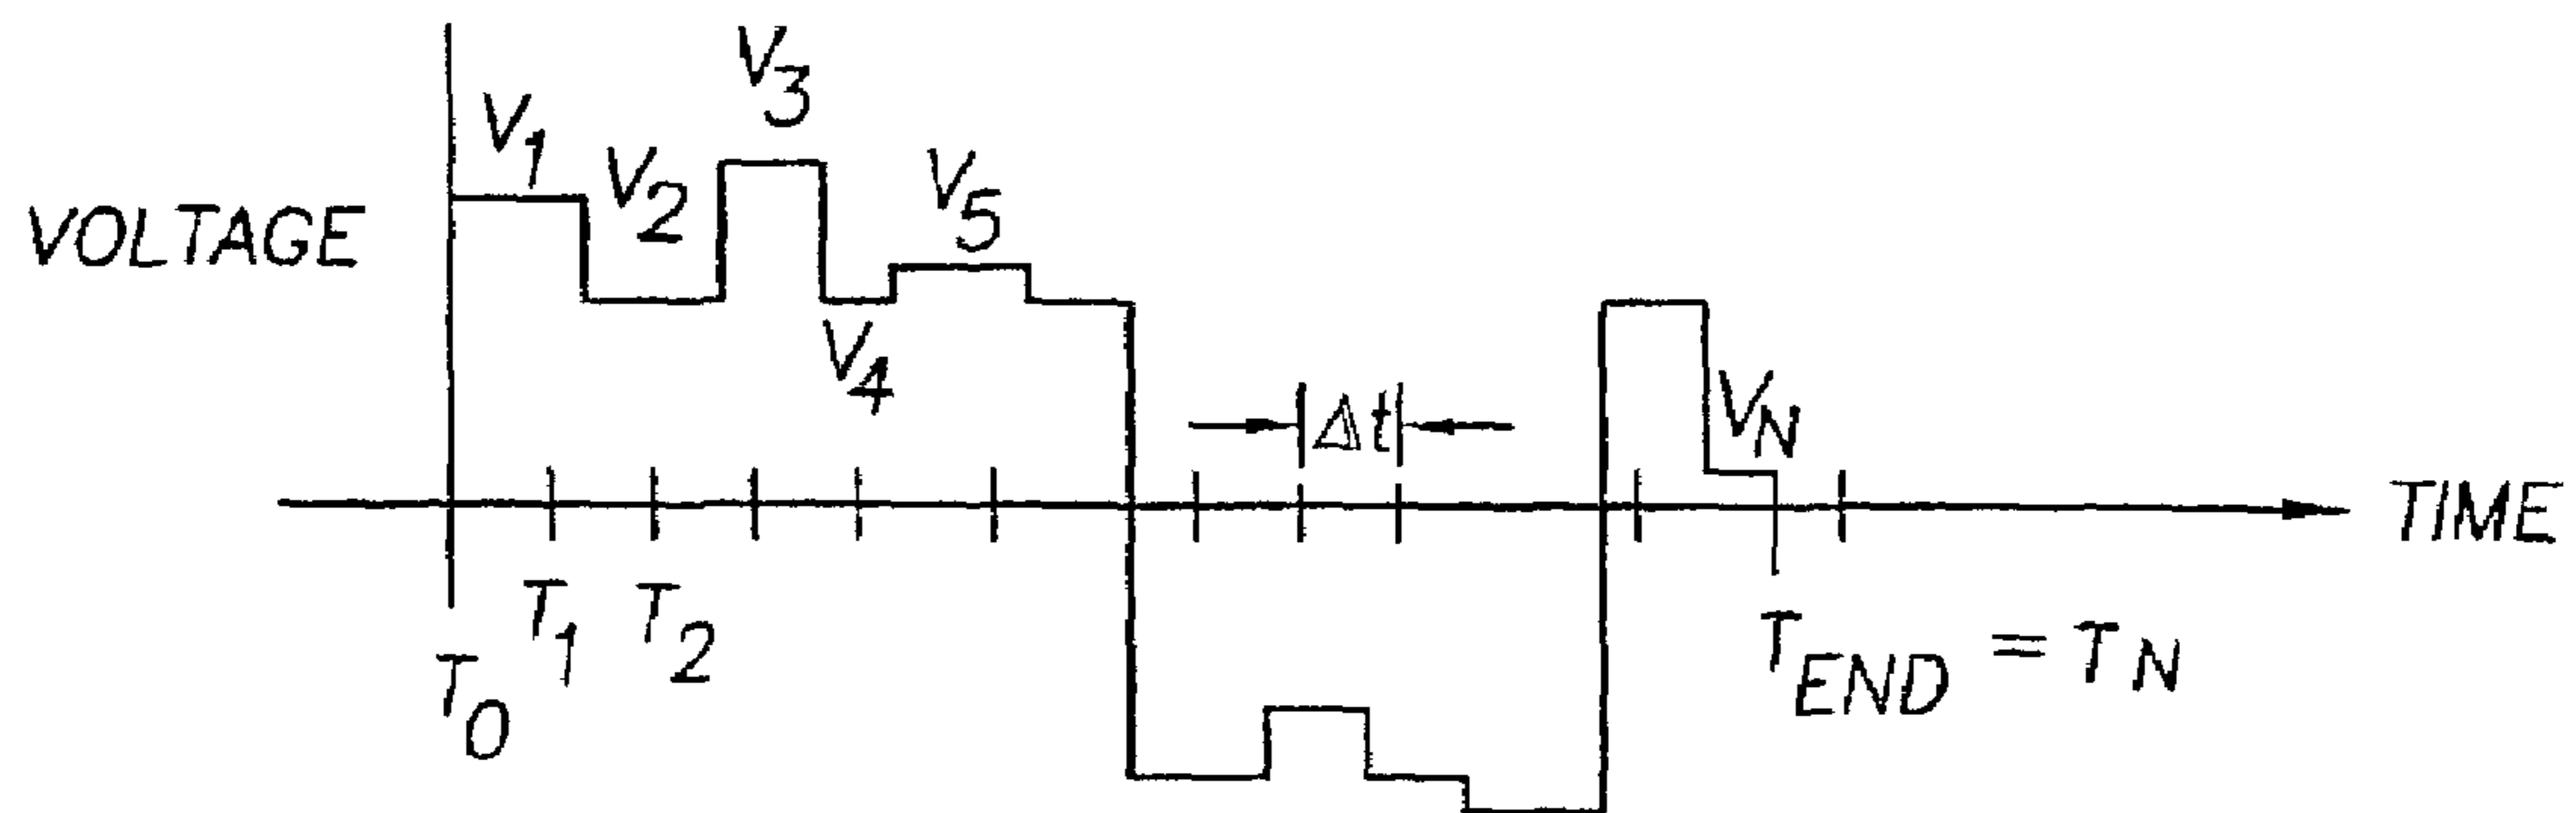 VOLTAGE
V1
V2
V3
V4
V5
Δt
VN
TIME
T0
T1
T2
TEND = TN